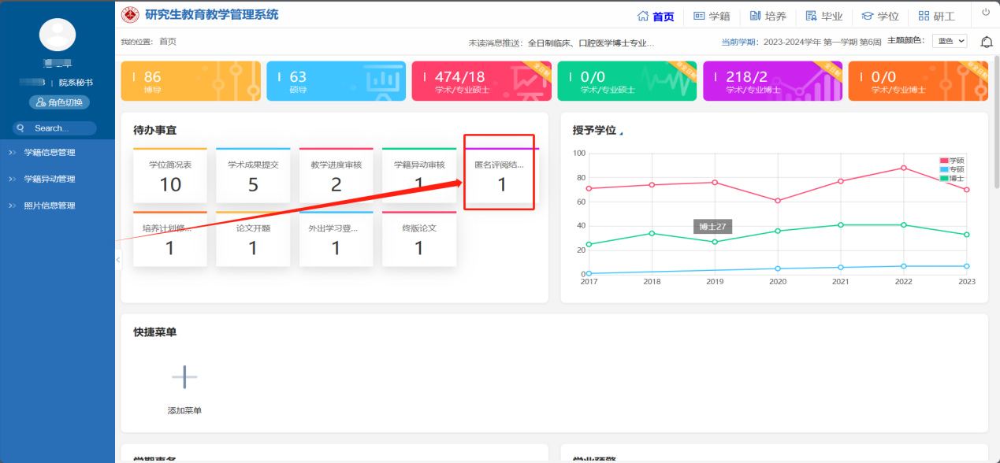 研究生教育教学管理系统
首页
学籍
培养
毕业
学位
研工
我的位置: 首页
未读消息推送: 全日制临床、口腔医学博士专业...
当前学期: 2023-2024学年 第一学期 第6周
主题颜色:
蓝色
院系秘书
角色切换
Search...
学籍信息管理
学籍异动管理
照片信息管理
86
博导
63
硕导
474/18
学术/专业硕士
0/0
学术/专业硕士
218/2
学术/专业博士
0/0
学术/专业博士
待办事宜
学位简况表
10
学术成果提交
5
教学进度审核
2
学籍异动审核
1
匿名评阅结...
1
培养计划修...
1
论文开题
1
外出学习登...
1
终版论文
1
授予学位
100
80
60
40
20
0
2017
2018
2019
2020
2021
2022
2023
学硕
专硕
博士
博士27
快捷菜单
添加菜单